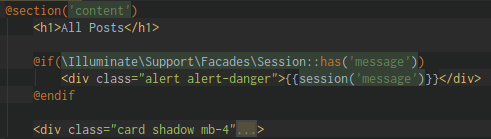 @section('content')
<h1>All Posts</h1>
@if(\Illuminate\Support\Facades\Session::has('message'))
<div class="alert alert-danger">{{session('message')}}</div>
@endif
<div class="card shadow mb-4"...>